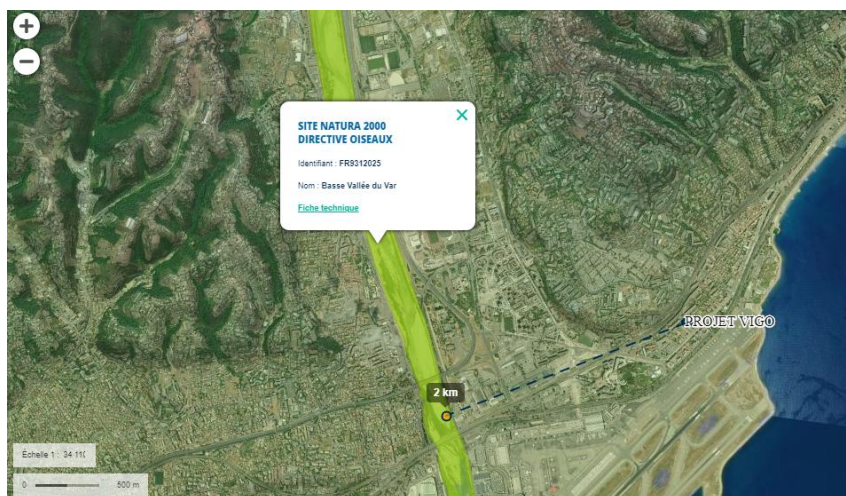 SITE NATURA 2000
DIRECTIVE OISEAUX
Identifiant : FR9312025
Nom : Basse Vallée du Var
Fiche technique
PROJET VIGO
2 km
Échelle 1 : 34 110
0 500 m